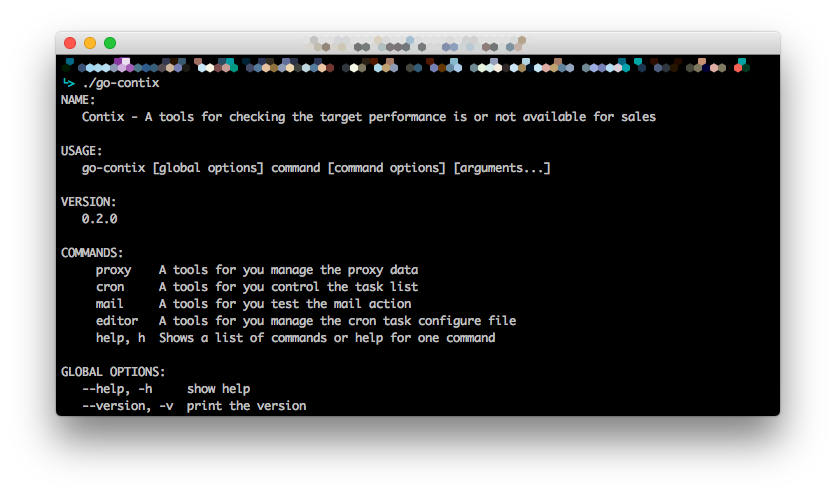 ↳> ./go-contix
NAME:
Contix - A tools for checking the target performance is or not available for sales
USAGE:
go-contix [global options] command [command options] [arguments...]
VERSION:
0.2.0
COMMANDS:
proxy    A tools for you manage the proxy data
cron     A tools for you control the task list
mail     A tools for you test the mail action
editor   A tools for you manage the cron task configure file
help, h  Shows a list of commands or help for one command
GLOBAL OPTIONS:
--help, -h     show help
--version, -v  print the version